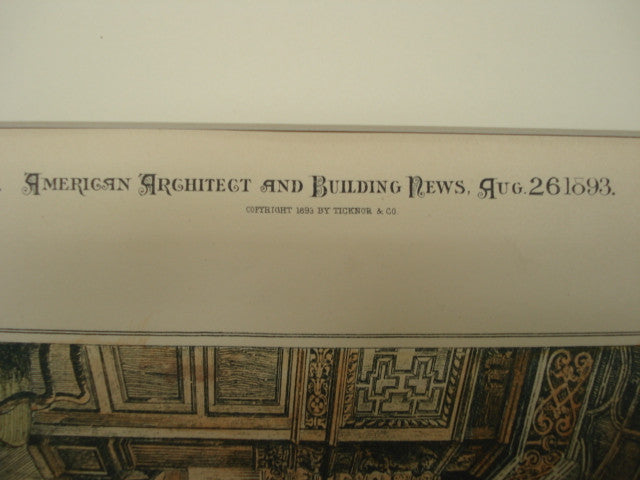 American Architect and Building News, Aug. 26 1893.
COPYRIGHT 1893 BY TICKNOR & CO